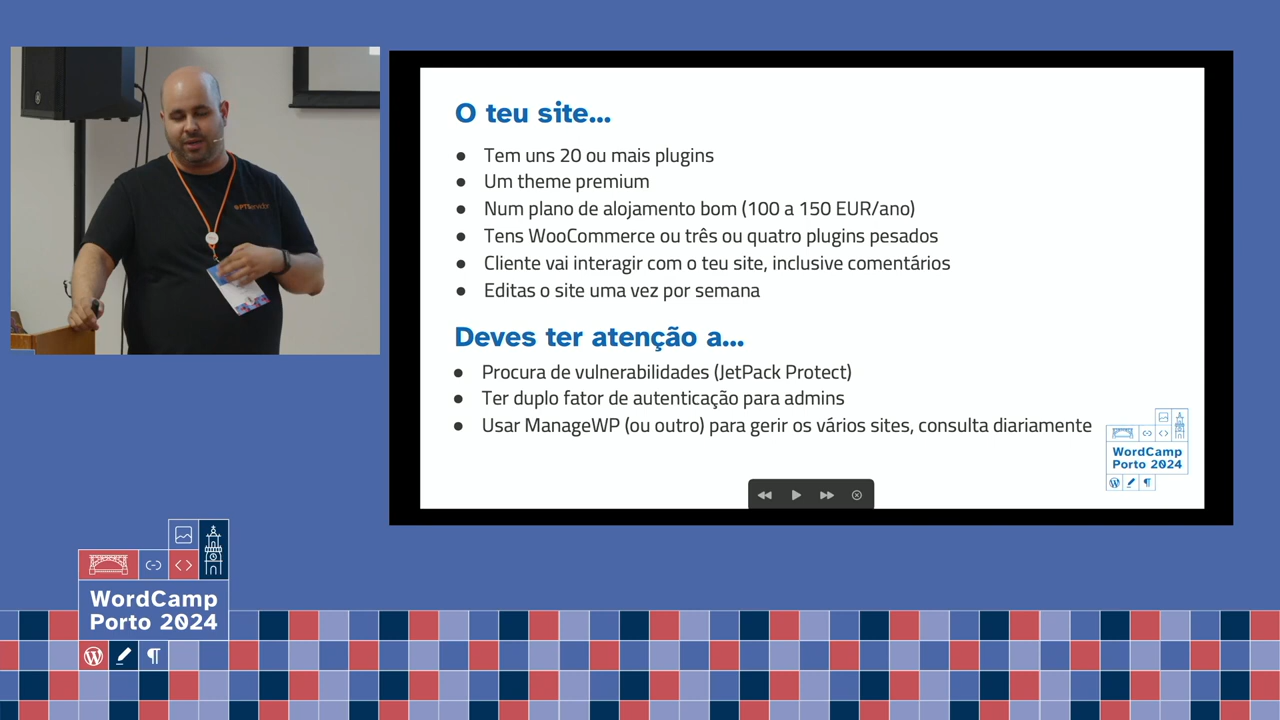 O teu site...
● Tem uns 20 ou mais plugins
● Um theme premium
● Num plano de alojamento bom (100 a 150 EUR/ano)
● Tens WooCommerce ou três ou quatro plugins pesados
● Cliente vai interagir com o teu site, inclusive comentários
● Editas o site uma vez por semana
Deves ter atenção a...
● Procura de vulnerabilidades (JetPack Protect)
● Ter duplo fator de autenticação para admins
● Usar ManageWP (ou outro) para gerir os vários sites, consulta diariamente
WordCamp
Porto 2024
PTServidor
WordCamp
Porto 2024